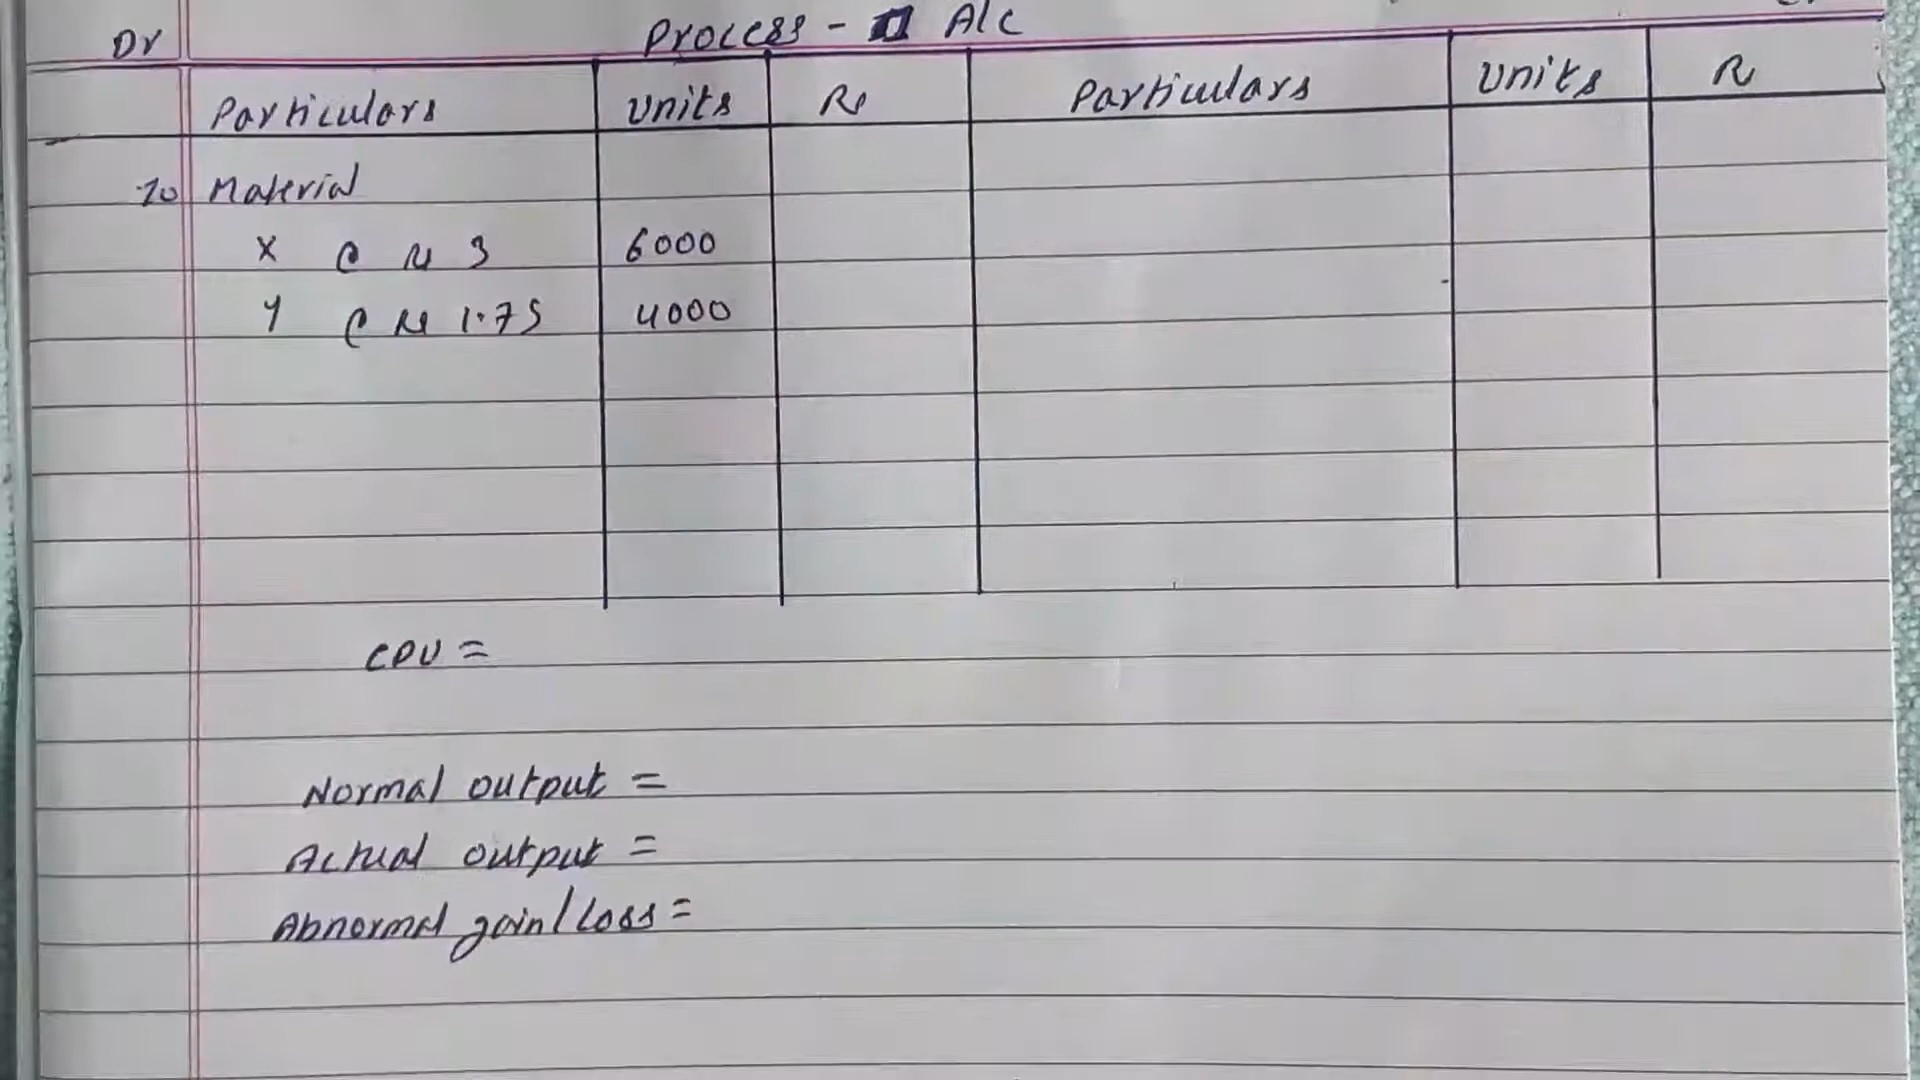 Dr Process - I A/c
Particulars Units Rs Particulars Units R
To Material
X @ Rs 3 6000
Y @ Rs 1.75 4000
CPU =
Normal output =
Actual output =
Abnormal gain/Loss =